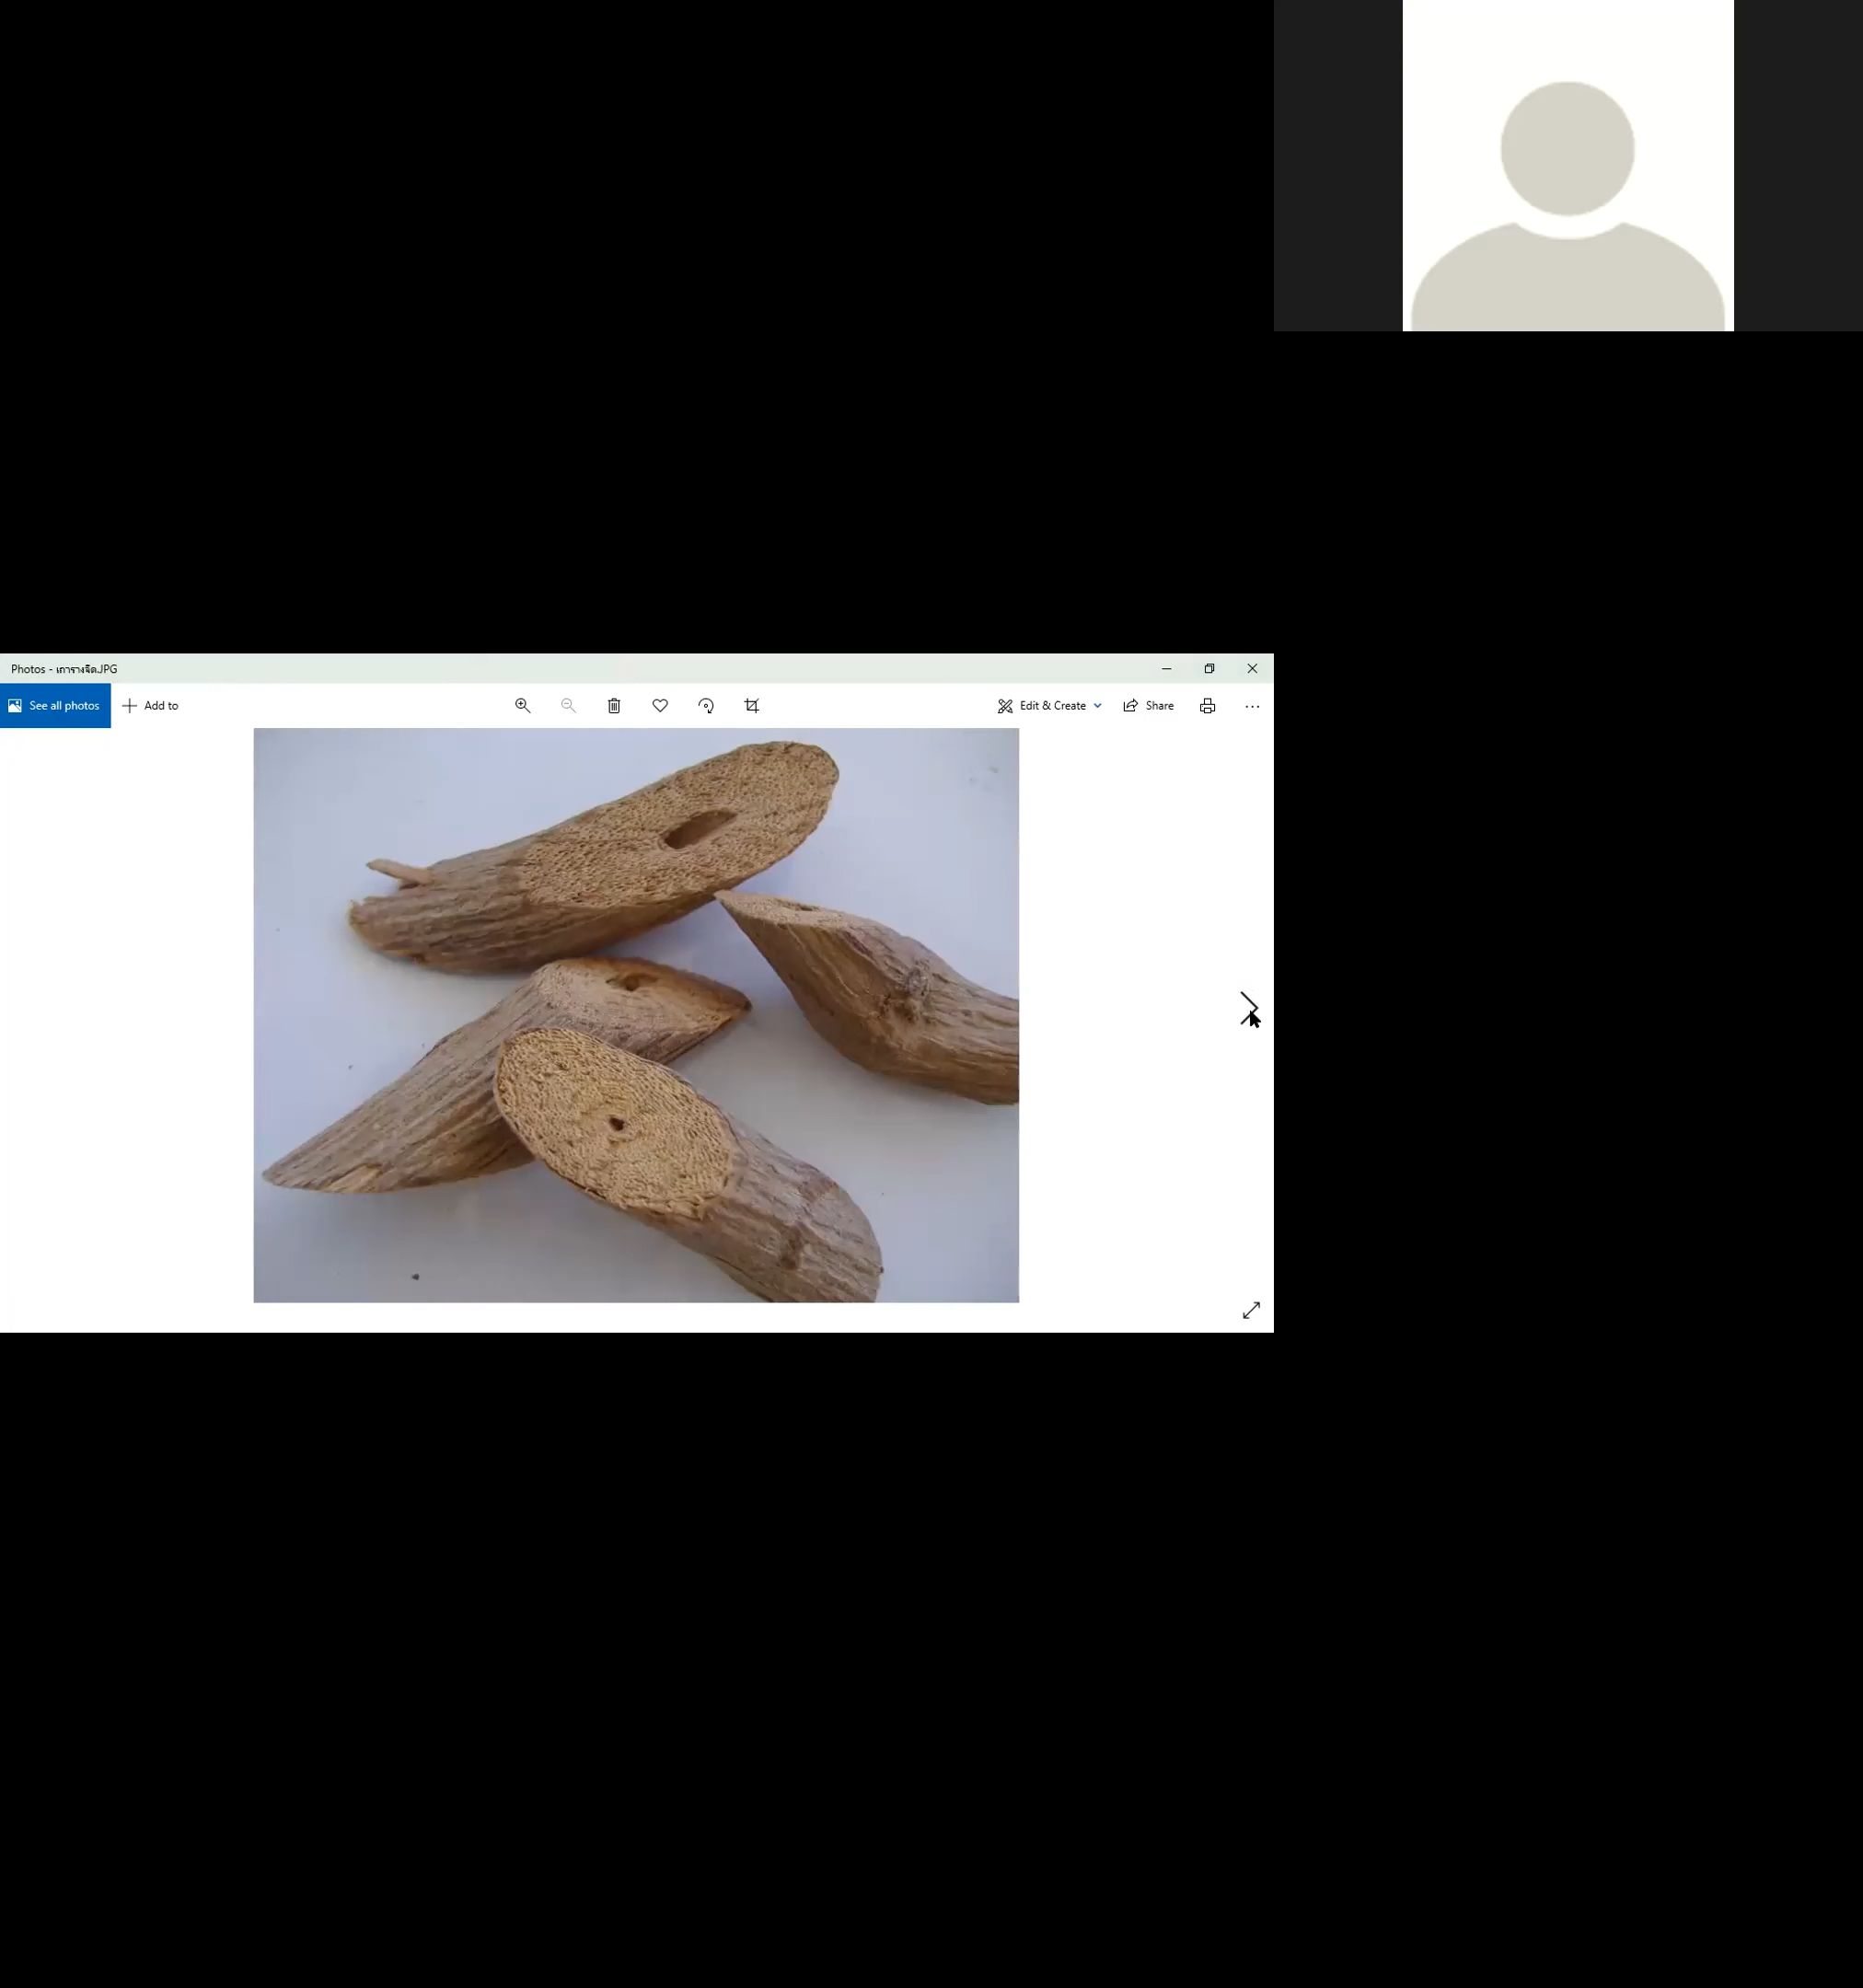 Photos - เถารางจืด.JPG
See all photos
Add to
Edit & Create
Share